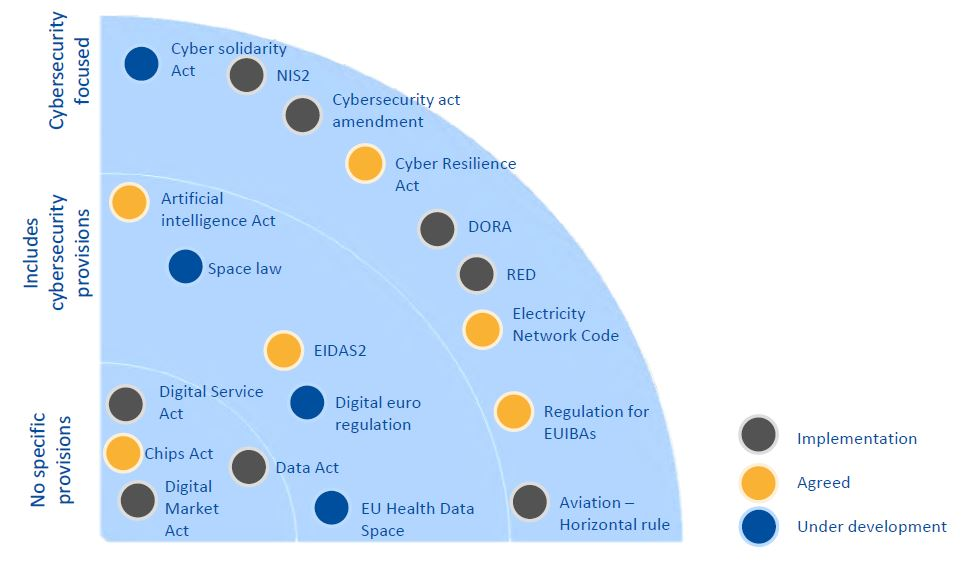 Cybersecurity
focused
Cyber solidarity
Act
NIS2
Cybersecurity act
amendment
Cyber Resilience
Act
DORA
RED
Electricity
Network Code
Regulation for
EUIBAs
Aviation –
Horizontal rule
Includes
cybersecurity
provisions
Artificial
intelligence Act
Space law
EIDAS2
Digital euro
regulation
EU Health Data
Space
No specific
provisions
Digital Service
Act
Chips Act
Data Act
Digital
Market
Act
Implementation
Agreed
Under development